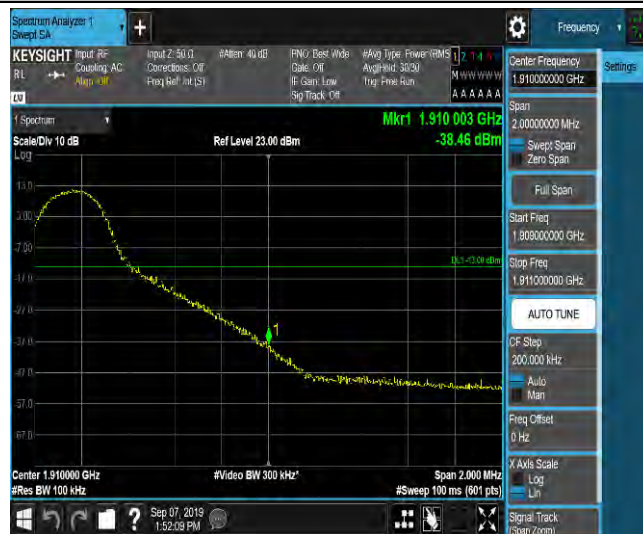 Spectrum Analyzer 1
Swept SA
+
Frequency
KEYSIGHT
RL
Input: RF
Coupling: AC
Align: Off
Input Z: 50 Ω
Corrections: Off
Freq Ref: Int (S)
#Atten: 40 dB
PNO: Best Wide
Gate: Off
IF Gain: Low
Sig Track: Off
#Avg Type: Power (RMS
Avg|Hold: 30/30
Trig: Free Run
M W W W W W
A A A A A A
1 Spectrum
Scale/Div 10 dB
Ref Level 23.00 dBm
Mkr1 1.910 003 GHz
-38.46 dBm
Log
13.0
3.00
-7.00
DL1 -13.00 dBm
-17.0
-27.0
-37.0
1
-47.0
-57.0
-67.0
Center 1.910000 GHz
#Video BW 300 kHz*
Span 2.000 MHz
#Res BW 100 kHz
#Sweep 100 ms (601 pts)
Sep 07, 2019
1:52:09 PM
?
Center Frequency
1.910000000 GHz
Settings
Span
2.00000000 MHz
Swept Span
Zero Span
Full Span
Start Freq
1.909000000 GHz
Stop Freq
1.911000000 GHz
AUTO TUNE
CF Step
200.000 kHz
Auto
Man
Freq Offset
0 Hz
X Axis Scale
Log
Lin
Signal Track
(Span Zoom)